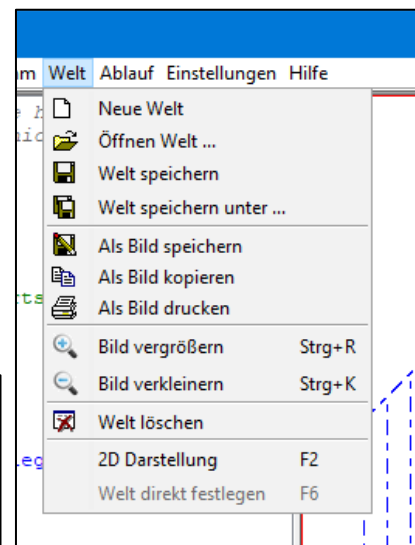 Welt Ablauf Einstellungen Hilfe
Neue Welt
Öffnen Welt ...
Welt speichern
Welt speichern unter ...
Als Bild speichern
Als Bild kopieren
Als Bild drucken
Bild vergrößern Strg+R
Bild verkleinern Strg+K
Welt löschen
2D Darstellung F2
Welt direkt festlegen F6